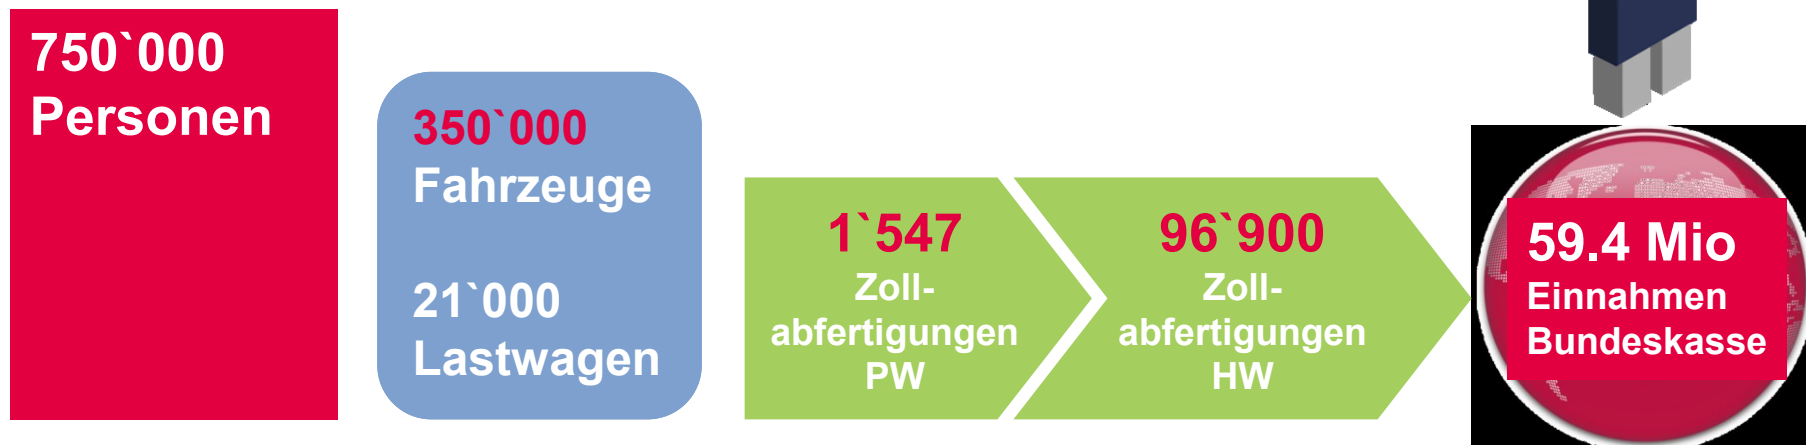 750`000
Personen
350`000
Fahrzeuge
21`000
Lastwagen
1`547
Zoll-
abfertigungen
PW
96`900
Zoll-
abfertigungen
HW
59.4 Mio
Einnahmen
Bundeskasse